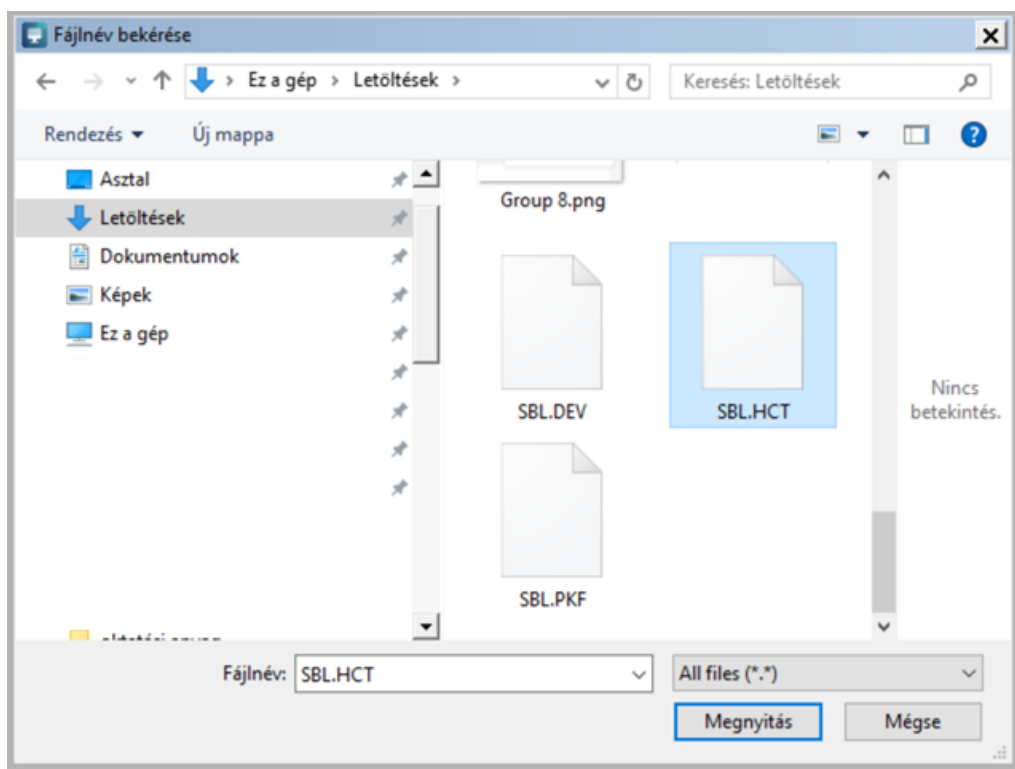 Fájlnév bekérése
Ez a gép > Letöltések >
Keresés: Letöltések
Rendezés
Új mappa
Asztal
Letöltések
Dokumentumok
Képek
Ez a gép
Group 8.png
SBL.DEV
SBL.HCT
SBL.PKF
Nincs
betekintés.
Fájlnév:
SBL.HCT
All files (*.*)
Megnyitás
Mégse